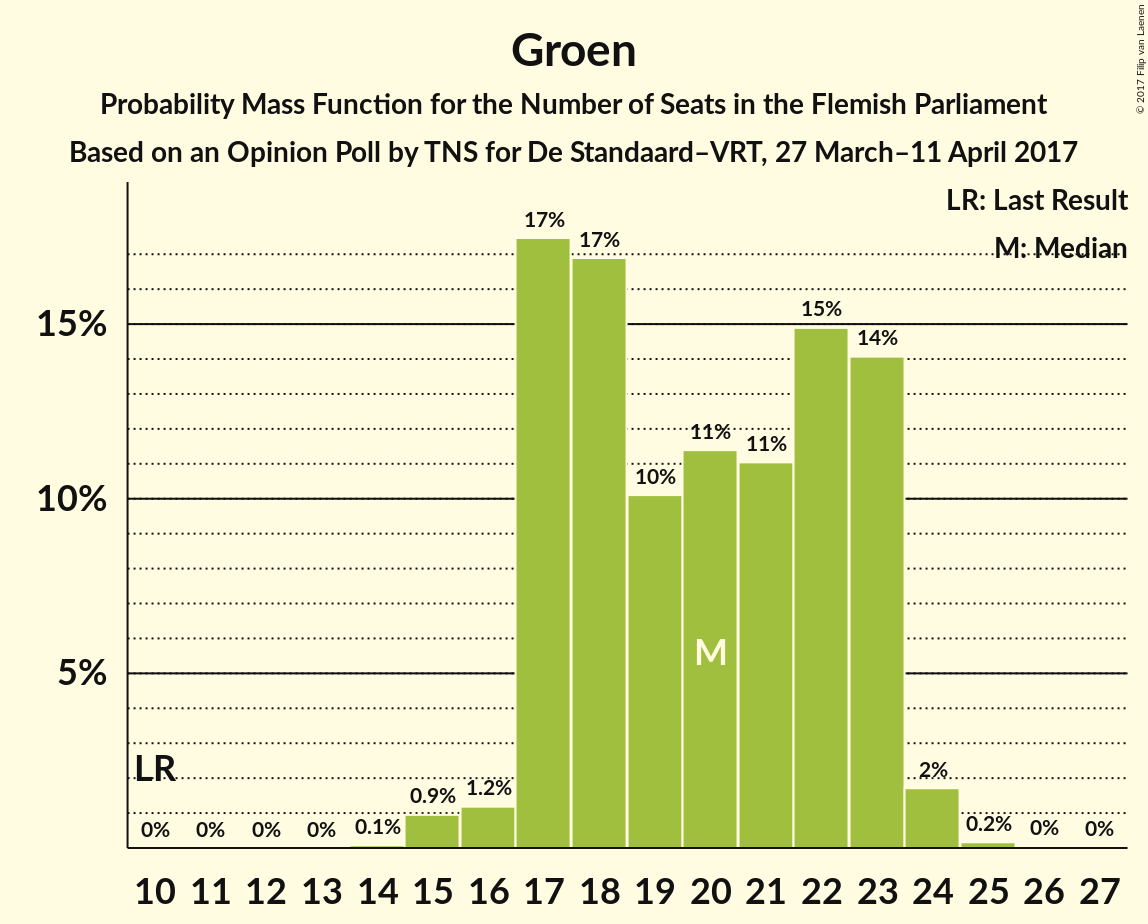 Groen
Probability Mass Function for the Number of Seats in the Flemish Parliament
Based on an Opinion Poll by TNS for De Standaard–VRT, 27 March–11 April 2017
© 2017 Filip van Laenen
LR: Last Result
M: Median
17%
17%
15%
15%
14%
11%
11%
10%
10%
M
5%
LR
2%
1.2%
0.9%
0.2%
0.1%
0%
0%
0%
0%
0%
0%
10 11 12 13 14 15 16 17 18 19 20 21 22 23 24 25 26 27